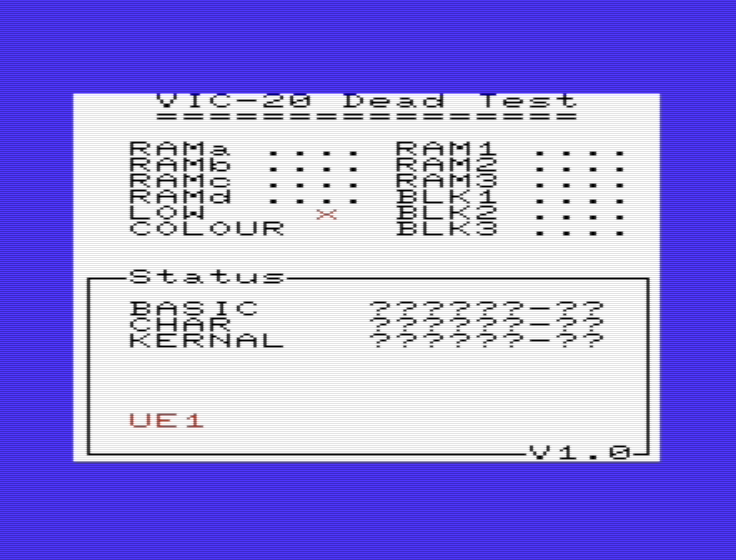 VIC-20 Dead Test
================
RAMa .... RAM1 ....
RAMb .... RAM2 ....
RAMc .... RAM3 ....
RAMd .... BLK1 ....
LOW × BLK2 ....
COLOUR BLK3 ....
Status
BASIC ??????-??
CHAR ??????-??
KERNAL ??????-??
UE1
V1.0